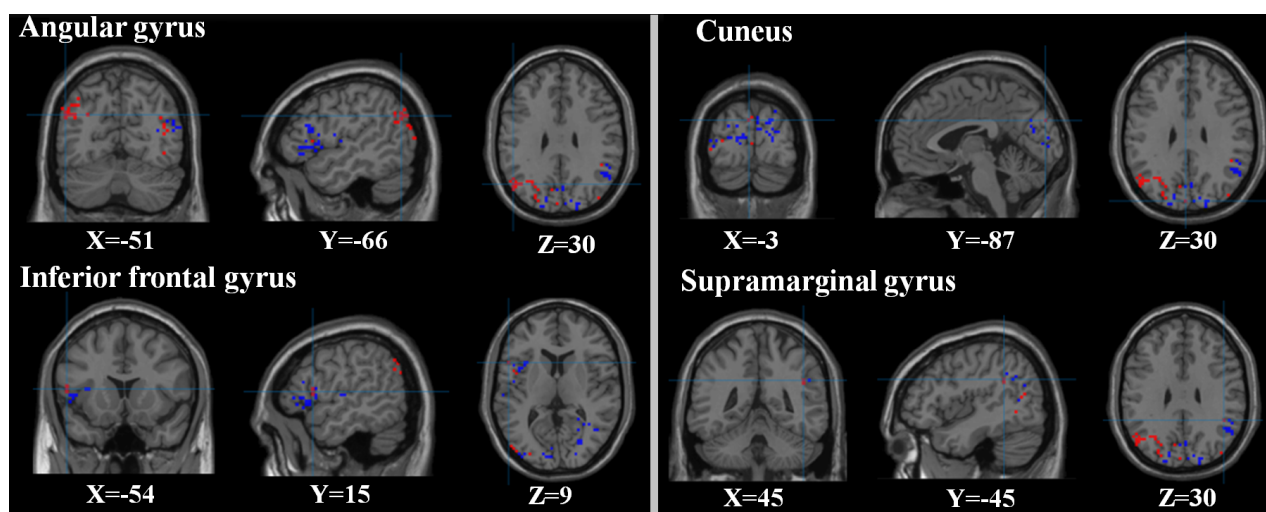 Angular gyrus
X=-51 Y=-66 Z=30
Inferior frontal gyrus
X=-54 Y=15 Z=9
Cuneus
X=-3 Y=-87 Z=30
Supramarginal gyrus
X=45 Y=-45 Z=30